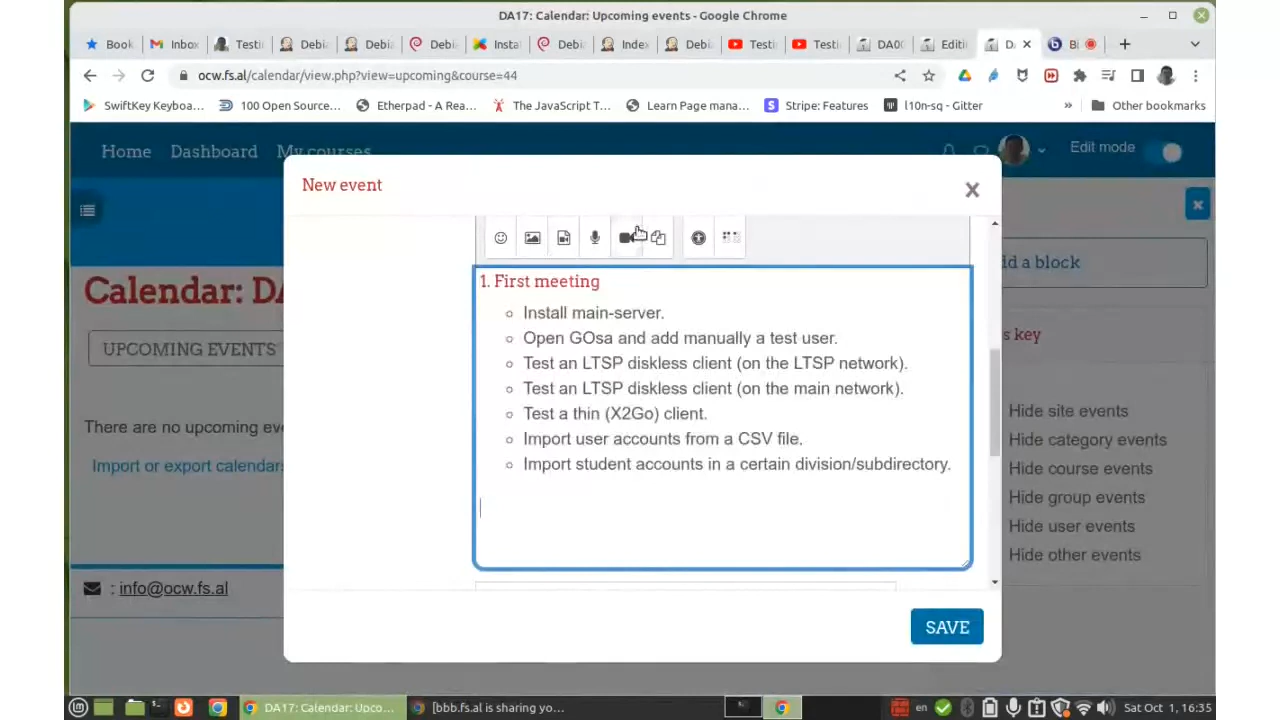 DA17: Calendar: Upcoming events - Google Chrome
Book
Inbox
Testi
Debia
Debia
Debi
Insta
Debi
Index
Debi
Testi
Testi
DA00
Editi
D
B
ocw.fs.al/calendar/view.php?view=upcoming&course=44
SwiftKey Keyboa...
100 Open Source...
Etherpad - A Rea...
The JavaScript T...
Learn Page mana...
Stripe: Features
l10n-sq - Gitter
»
Other bookmarks
Home
Dashboard
My courses
Edit mode
New event
Calendar: DA
d a block
UPCOMING EVENTS
s key
1. First meeting
Install main-server.
Open GOsa and add manually a test user.
Test an LTSP diskless client (on the LTSP network).
Test an LTSP diskless client (on the main network).
Test a thin (X2Go) client.
Import user accounts from a CSV file.
Import student accounts in a certain division/subdirectory.
There are no upcoming eve
Import or export calendars
Hide site events
Hide category events
Hide course events
Hide group events
Hide user events
Hide other events
: info@ocw.fs.al
SAVE
DA17: Calendar: Upco...
[bbb.fs.al is sharing yo...
en
Sat Oct 1, 16:35